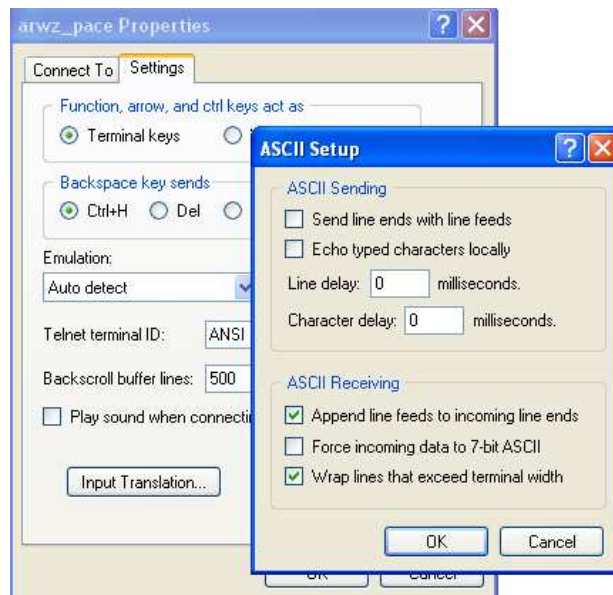 arwz_pace Properties
Connect To Settings
Function, arrow, and ctrl keys act as
Terminal keys
Backspace key sends
Ctrl+H Del
Emulation:
Auto detect
Telnet terminal ID: ANSI
Backscroll buffer lines: 500
Play sound when
Input Translation...
ASCII Setup
ASCII Sending
Send line ends with line feeds
Echo typed characters locally
Line delay: 0 milliseconds.
Character delay: 0 milliseconds.
ASCII Receiving
Append line feeds to incoming line ends
Force incoming data to 7-bit ASCII
Wrap lines that exceed terminal width
OK Cancel
OK Cancel